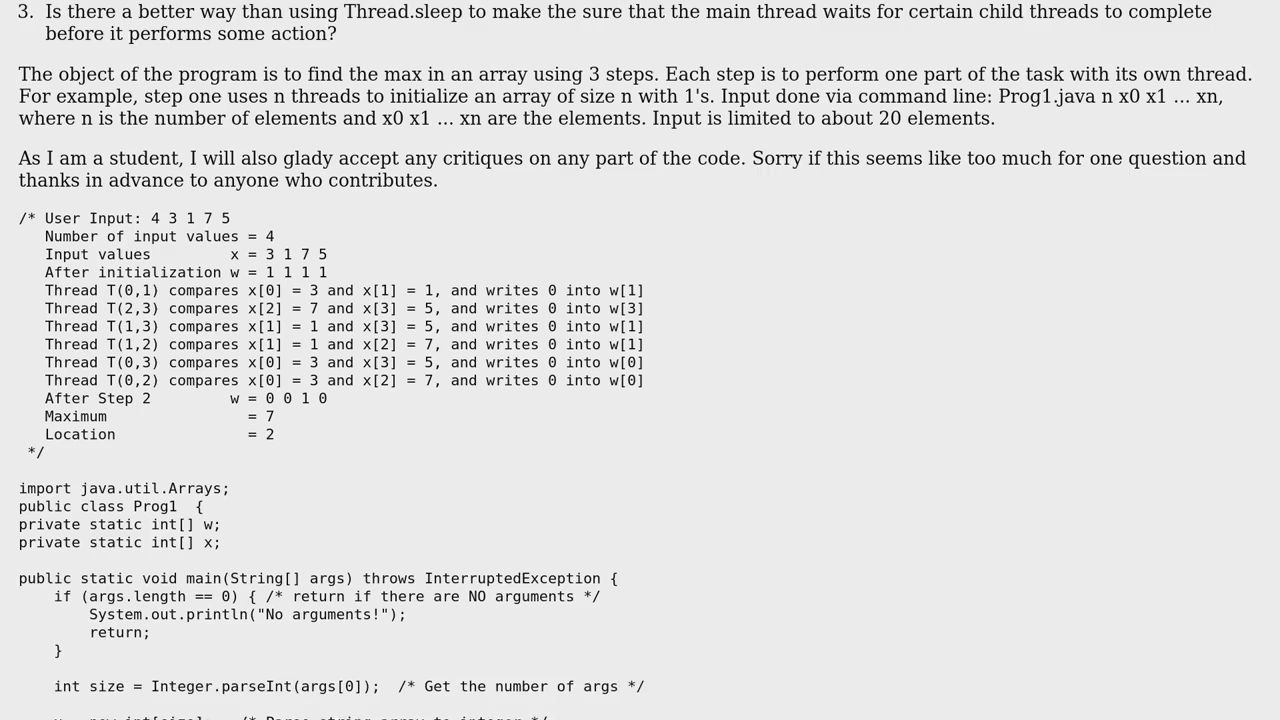 3. Is there a better way than using Thread.sleep to make the sure that the main thread waits for certain child threads to complete
before it performs some action?
The object of the program is to find the max in an array using 3 steps. Each step is to perform one part of the task with its own thread.
For example, step one uses n threads to initialize an array of size n with 1's. Input done via command line: Prog1.java n x0 x1 ... xn,
where n is the number of elements and x0 x1 ... xn are the elements. Input is limited to about 20 elements.
As I am a student, I will also glady accept any critiques on any part of the code. Sorry if this seems like too much for one question and
thanks in advance to anyone who contributes.
/* User Input: 4 3 1 7 5
   Number of input values = 4
   Input values         x = 3 1 7 5
   After initialization w = 1 1 1 1
   Thread T(0,1) compares x[0] = 3 and x[1] = 1, and writes 0 into w[1]
   Thread T(2,3) compares x[2] = 7 and x[3] = 5, and writes 0 into w[3]
   Thread T(1,3) compares x[1] = 1 and x[3] = 5, and writes 0 into w[1]
   Thread T(1,2) compares x[1] = 1 and x[2] = 7, and writes 0 into w[1]
   Thread T(0,3) compares x[0] = 3 and x[3] = 5, and writes 0 into w[0]
   Thread T(0,2) compares x[0] = 3 and x[2] = 7, and writes 0 into w[0]
   After Step 2         w = 0 0 1 0
   Maximum                = 7
   Location               = 2
 */
import java.util.Arrays;
public class Prog1  {
private static int[] w;
private static int[] x;
public static void main(String[] args) throws InterruptedException {
    if (args.length == 0) { /* return if there are NO arguments */
        System.out.println("No arguments!");
        return;
    }
    int size = Integer.parseInt(args[0]);  /* Get the number of args */